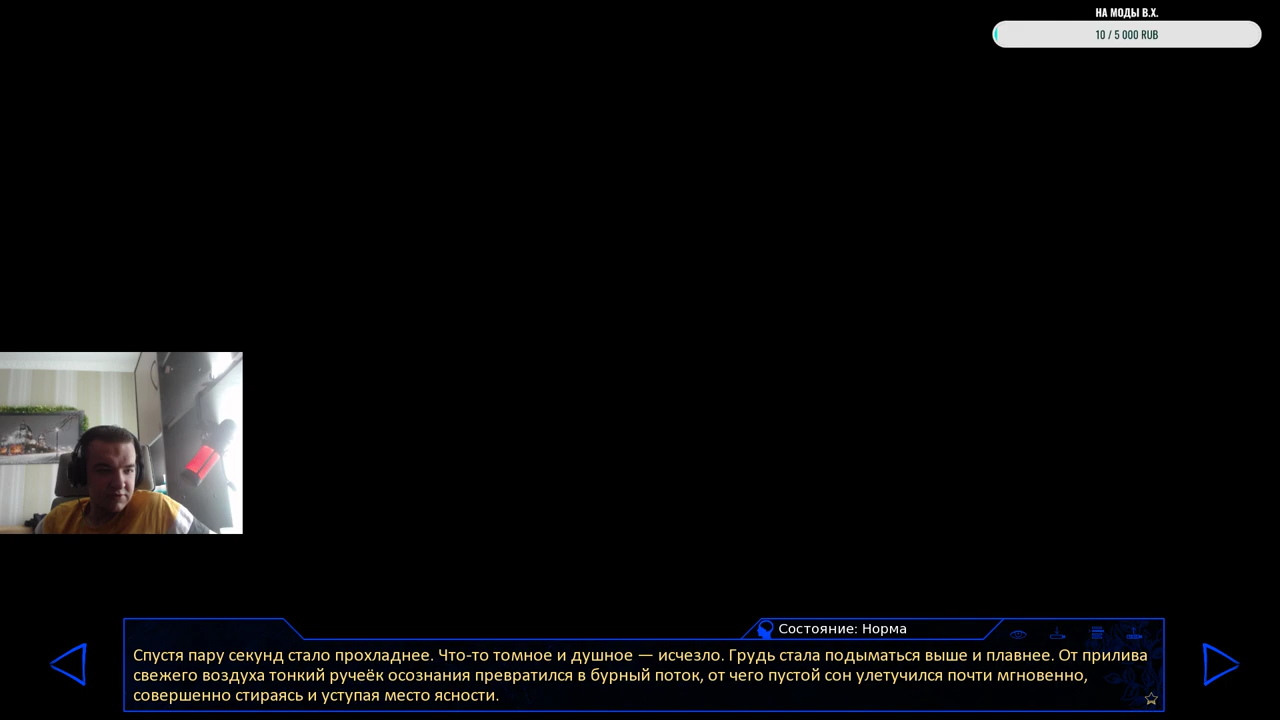 НА МОДЫ В.Х.
10 / 5 000 RUB
Состояние: Норма
Спустя пару секунд стало прохладнее. Что-то томное и душное — исчезло. Грудь стала подыматься выше и плавнее. От прилива
свежего воздуха тонкий ручеёк осознания превратился в бурный поток, от чего пустой сон улетучился почти мгновенно,
совершенно стираясь и уступая место ясности.